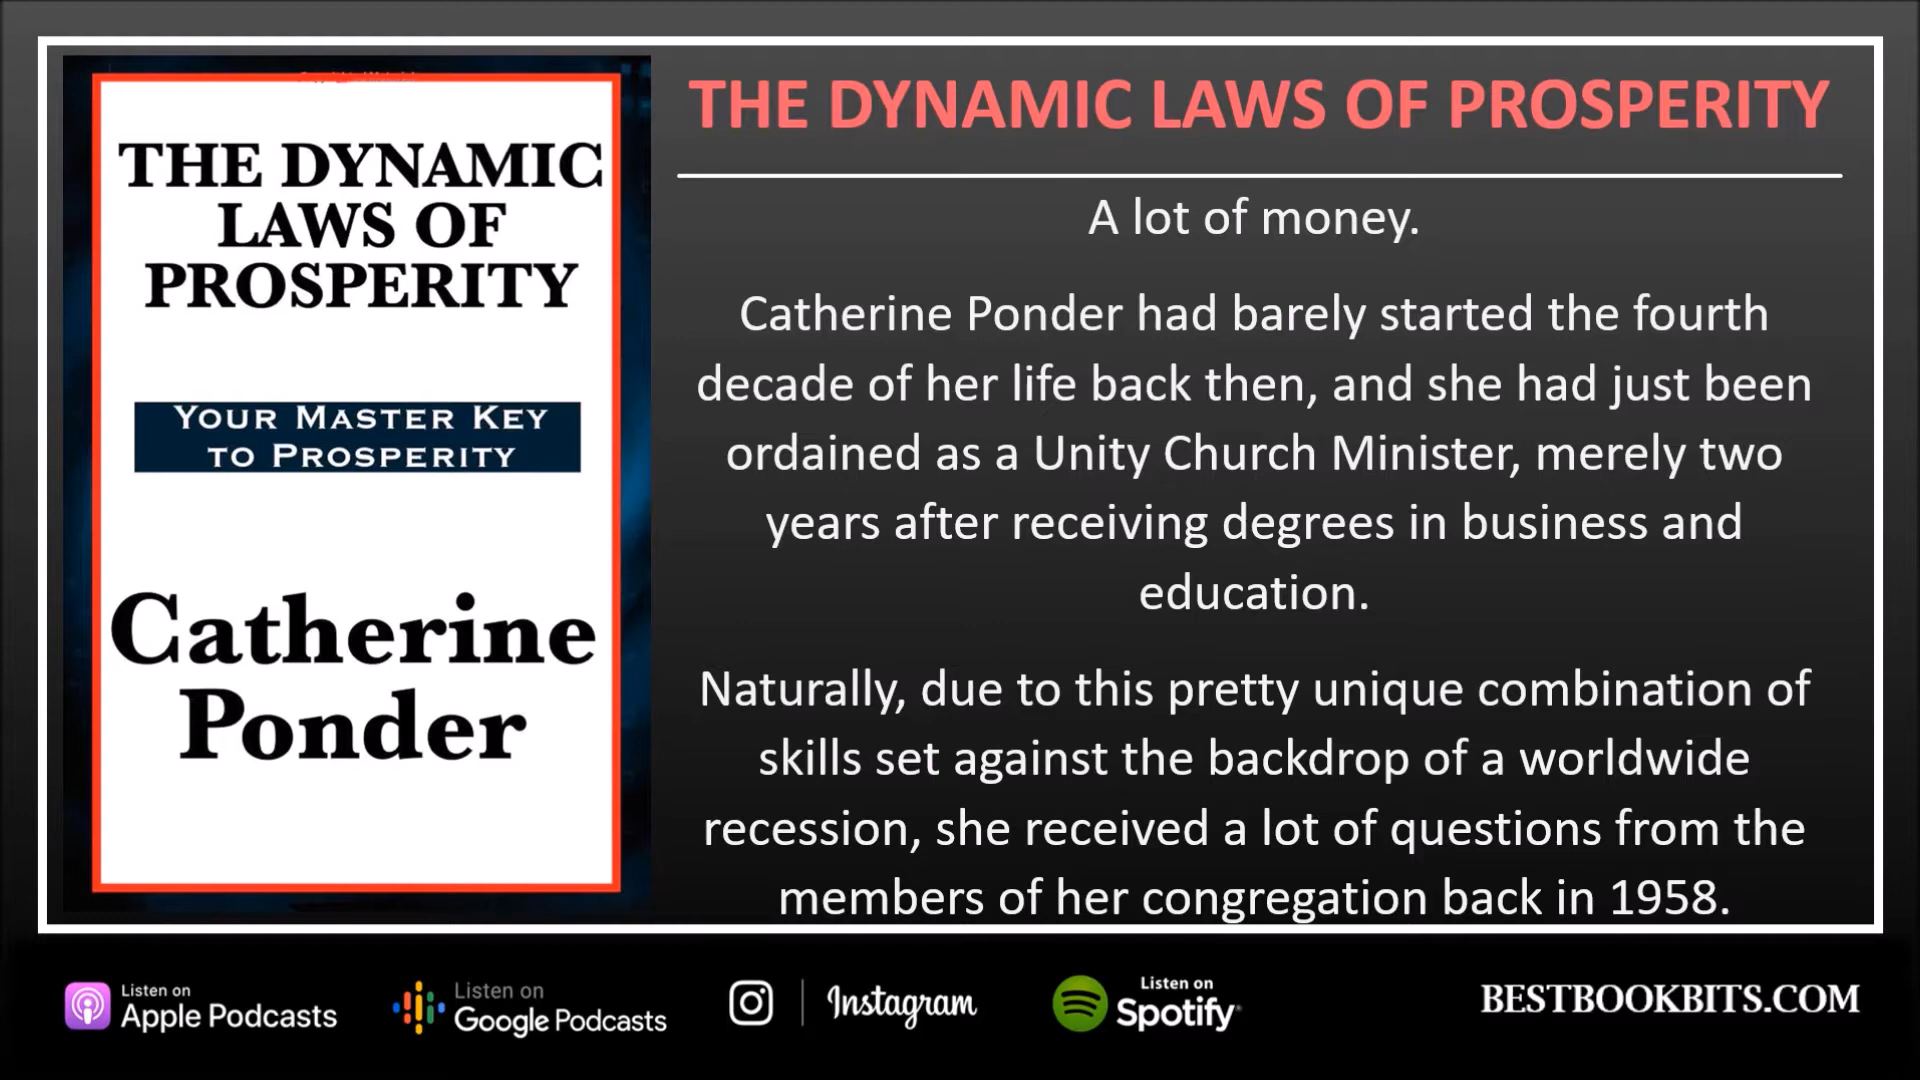 THE DYNAMIC
LAWS OF
PROSPERITY
YOUR MASTER KEY
TO PROSPERITY
Catherine
Ponder
THE DYNAMIC LAWS OF PROSPERITY
A lot of money.
Catherine Ponder had barely started the fourth
decade of her life back then, and she had just been
ordained as a Unity Church Minister, merely two
years after receiving degrees in business and
education.
Naturally, due to this pretty unique combination of
skills set against the backdrop of a worldwide
recession, she received a lot of questions from the
members of her congregation back in 1958.
Listen on
Apple Podcasts
Listen on
Google Podcasts
Instagram
Listen on
Spotify
BESTBOOKBITS.COM